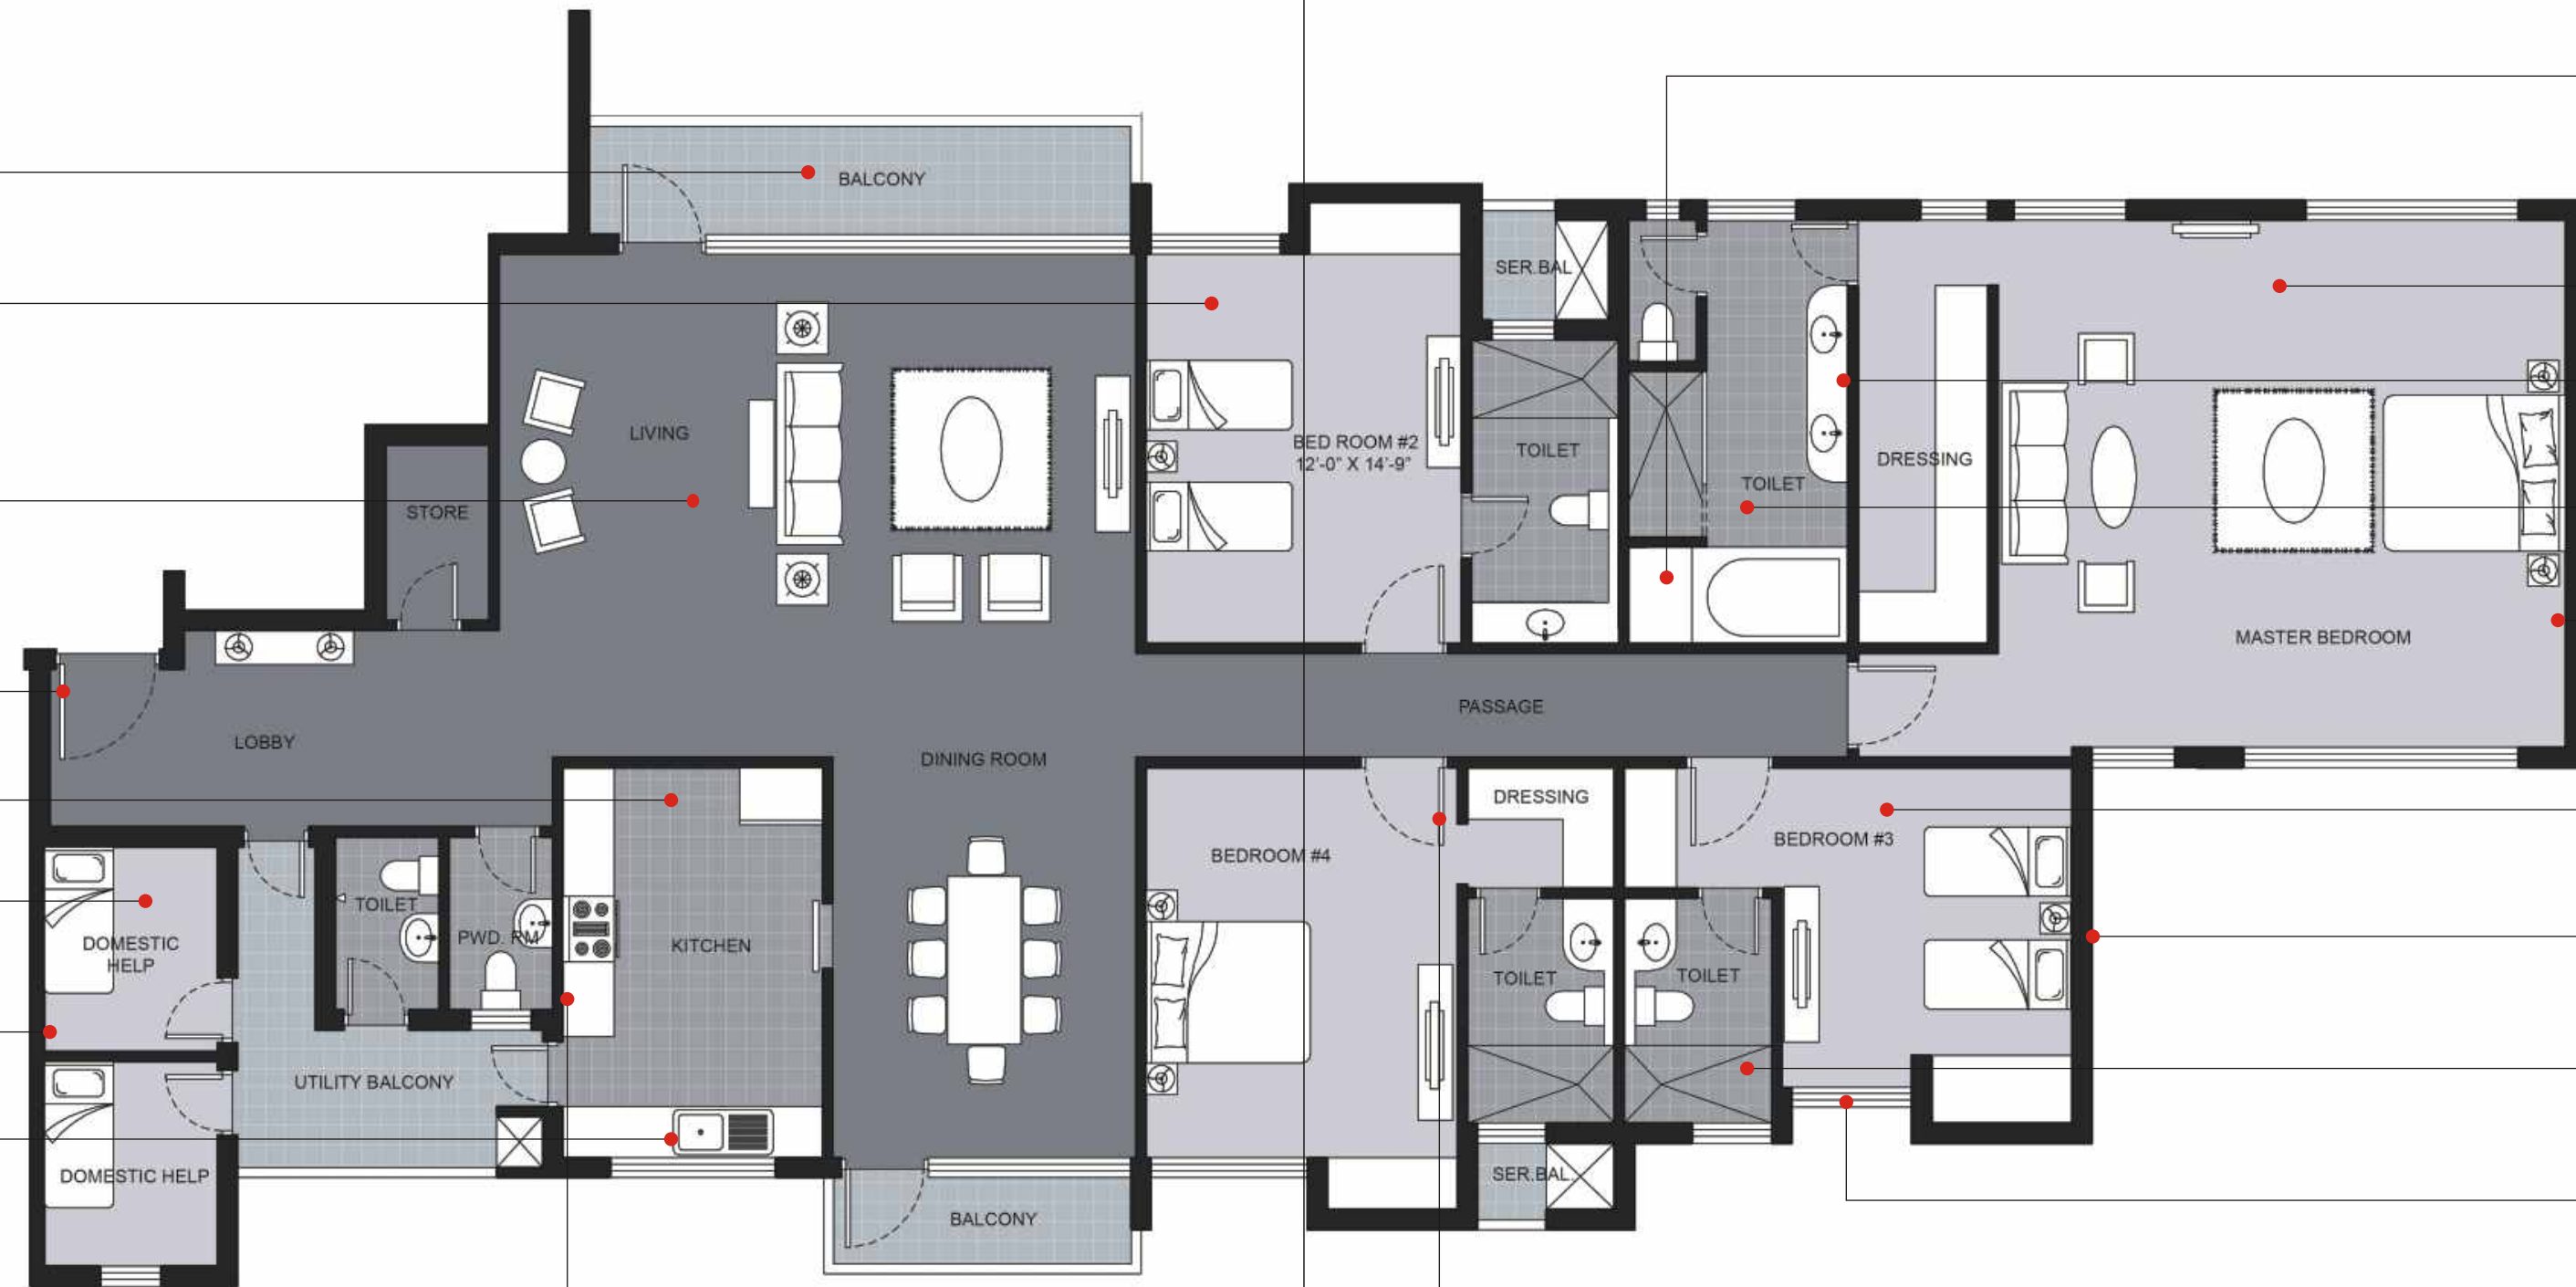 BALCONY
SER.BAL
LIVING
BED ROOM #2
12'-0" X 14'-9"
TOILET
DRESSING
TOILET
STORE
MASTER BEDROOM
PASSAGE
LOBBY
DINING ROOM
DRESSING
BEDROOM #3
BEDROOM #4
TOILET
PWD. RM
KITCHEN
DOMESTIC
HELP
TOILET
TOILET
UTILITY BALCONY
DOMESTIC HELP
SER.BAL.
BALCONY